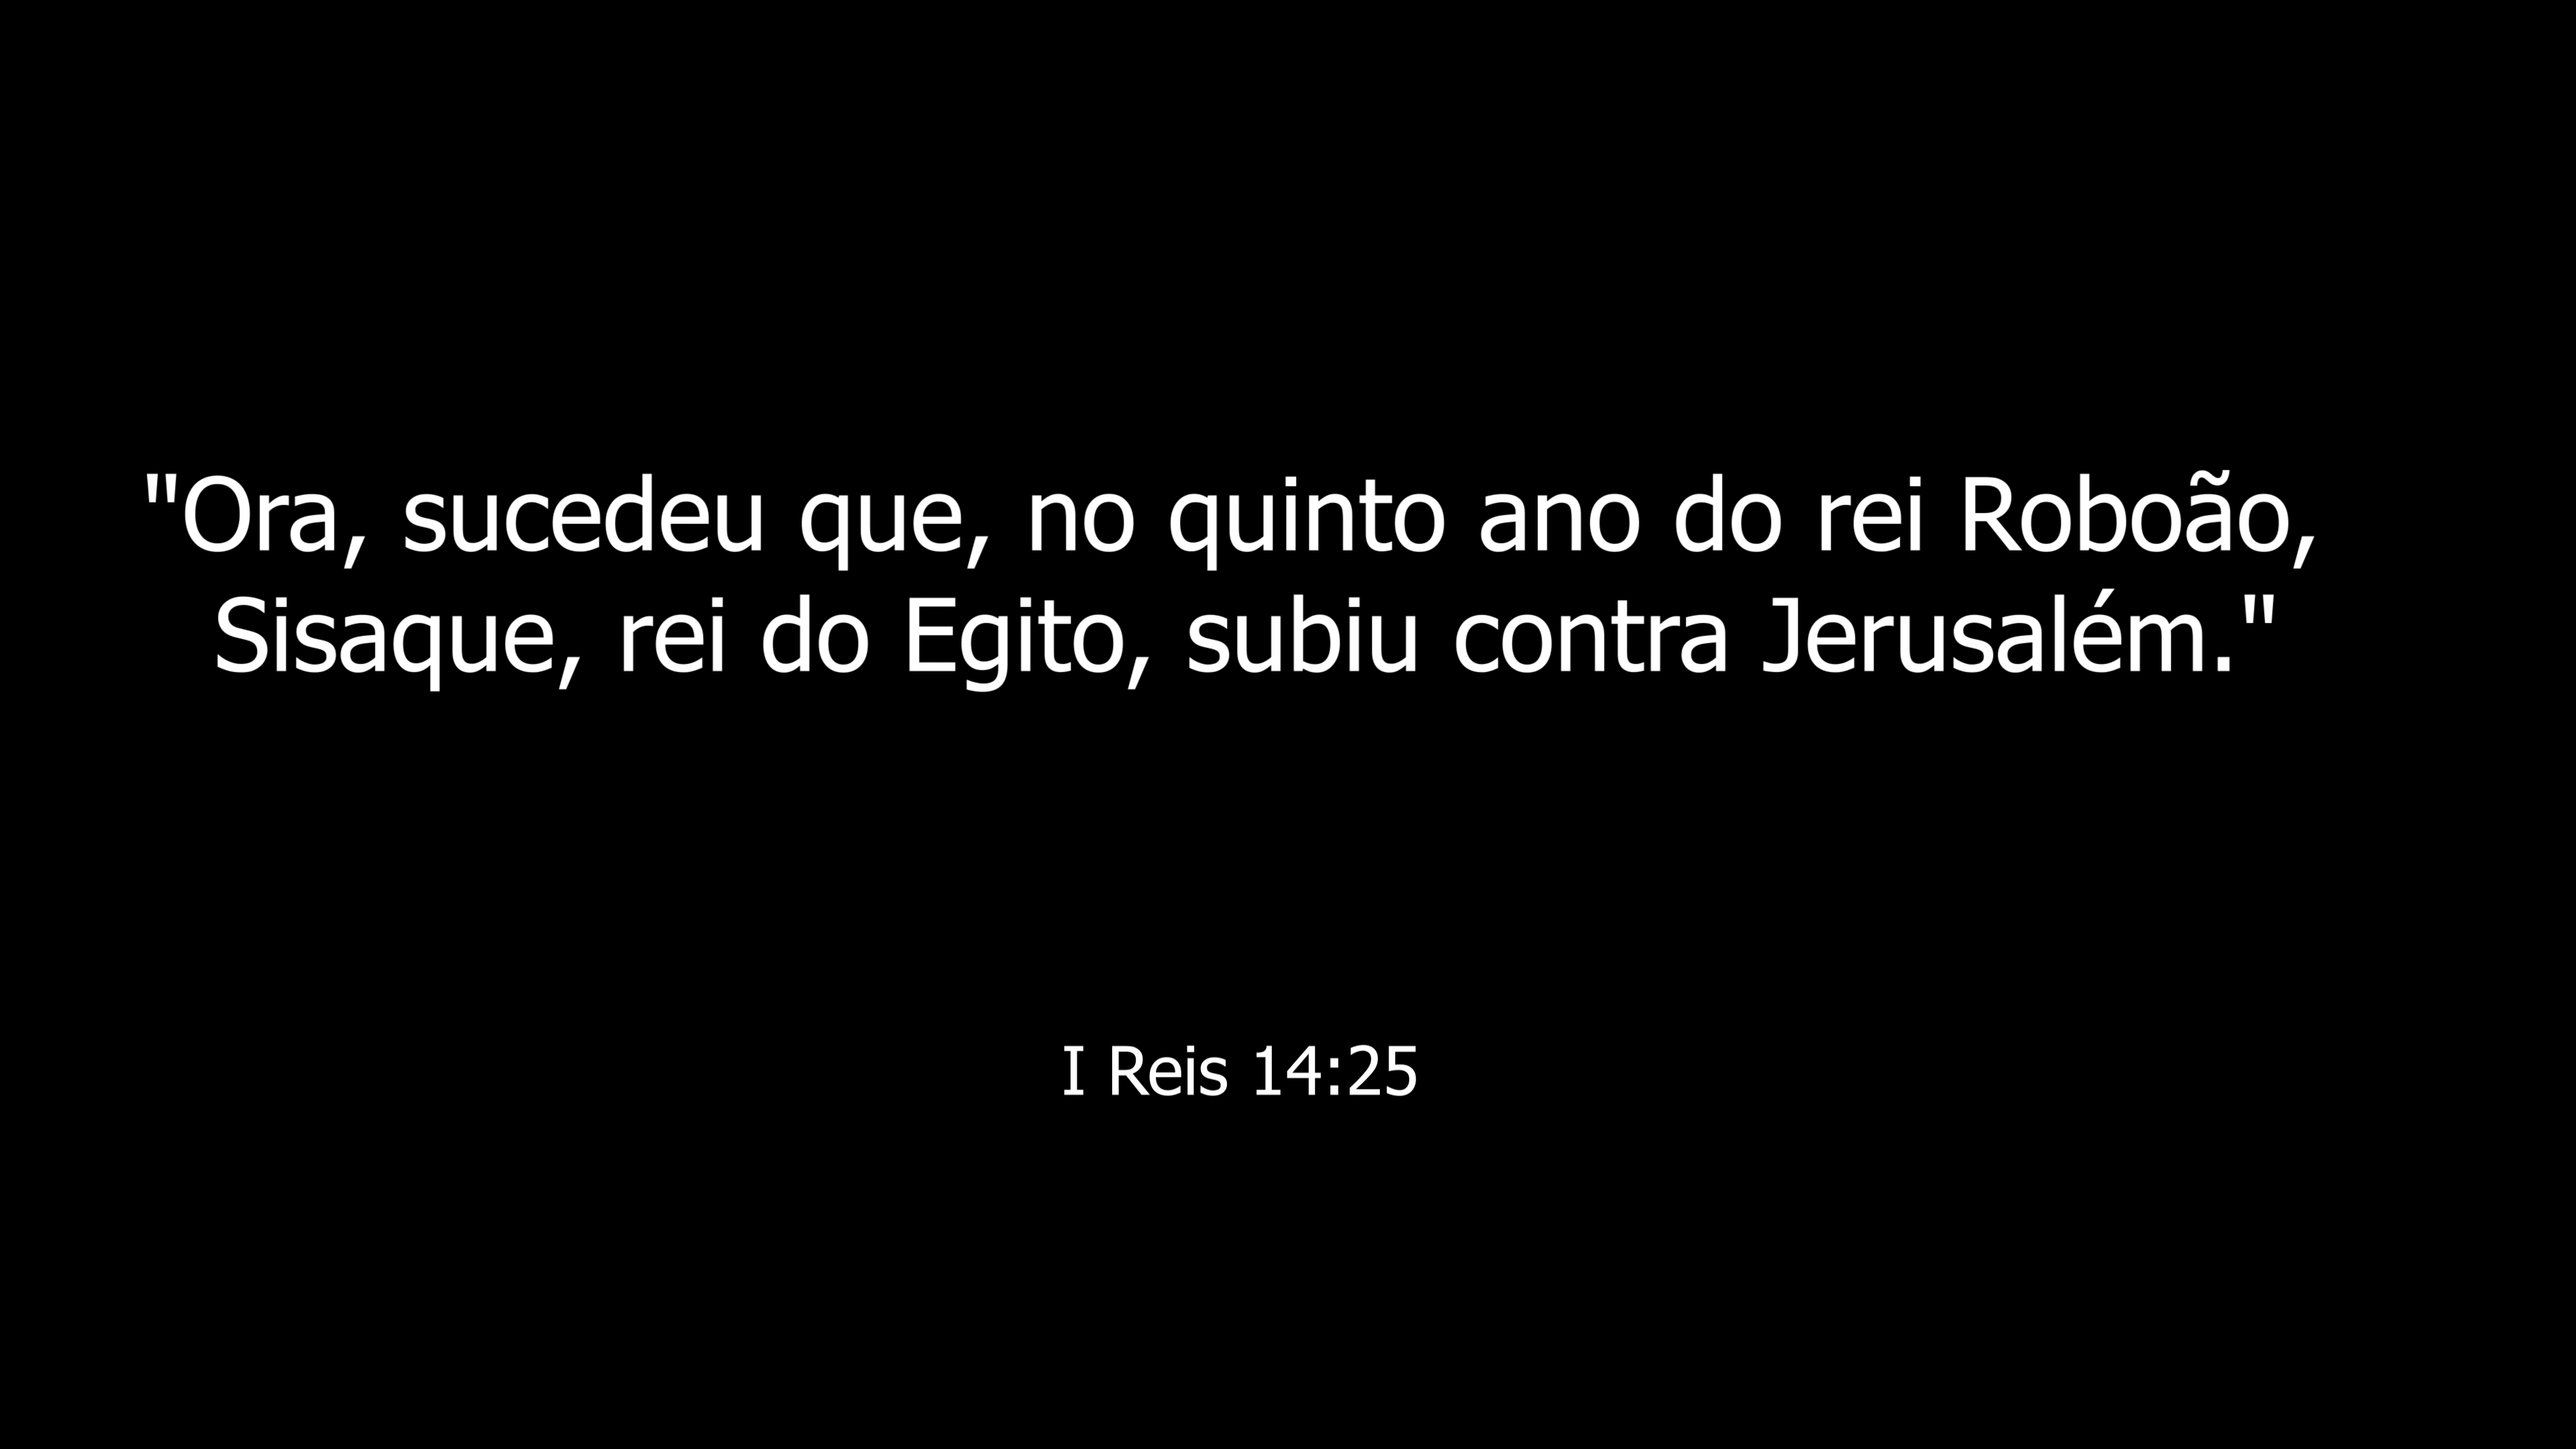 "Ora, sucedeu que, no quinto ano do rei Roboão,
Sisaque, rei do Egito, subiu contra Jerusalém."
I Reis 14:25